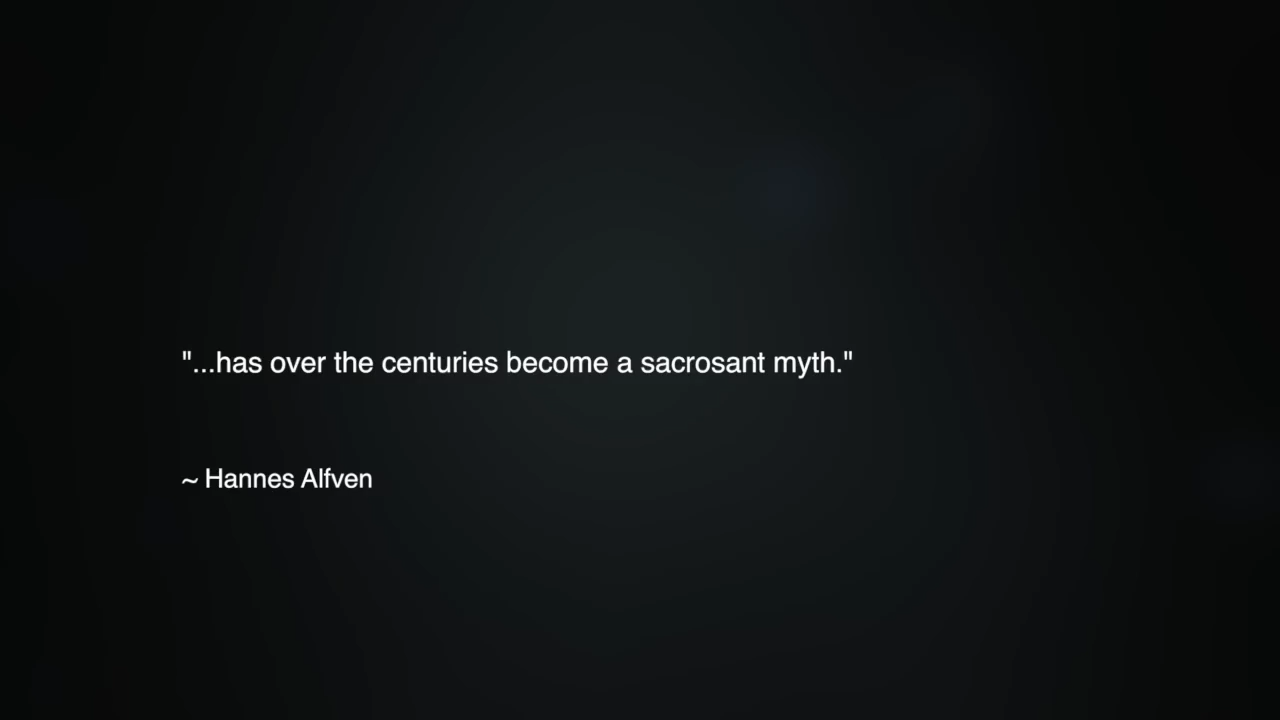 "...has over the centuries become a sacrosant myth."
~ Hannes Alfven